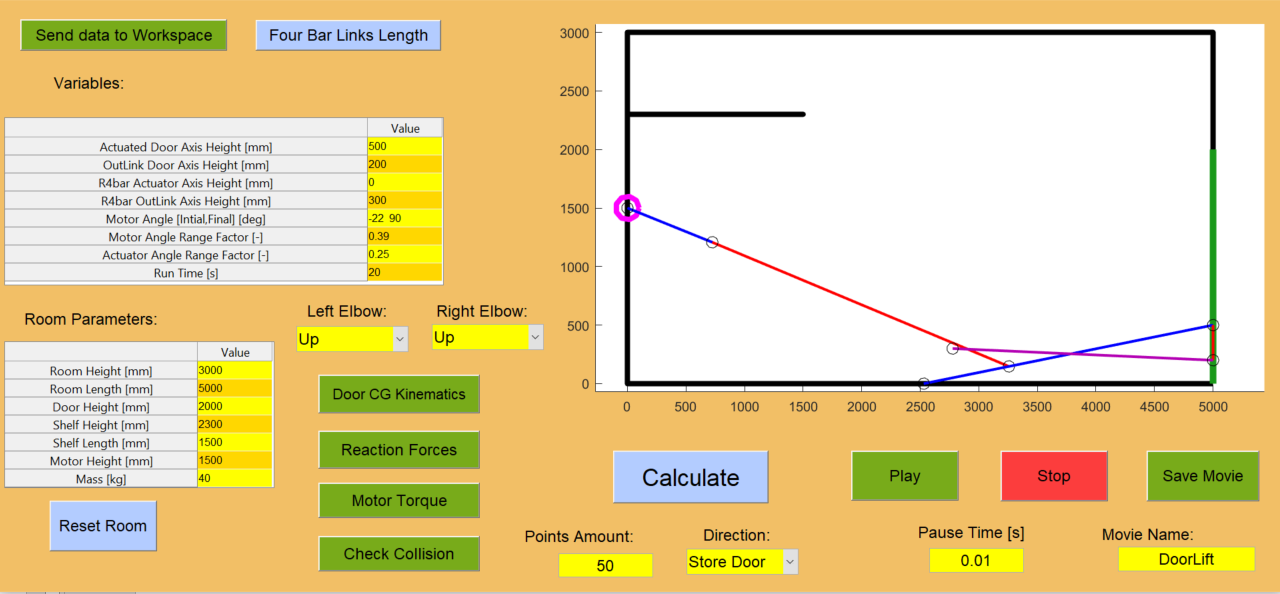 Send data to Workspace
Four Bar Links Length
Variables:
Value
Actuated Door Axis Height [mm] 500
OutLink Door Axis Height [mm] 200
R4bar Actuator Axis Height [mm] 0
R4bar OutLink Axis Height [mm] 300
Motor Angle [Intial,Final] [deg] -22 90
Motor Angle Range Factor [-] 0.39
Actuator Angle Range Factor [-] 0.25
Run Time [s] 20
Room Parameters:
Value
Room Height [mm] 3000
Room Length [mm] 5000
Door Height [mm] 2000
Shelf Height [mm] 2300
Shelf Length [mm] 1500
Motor Height [mm] 1500
Mass [kg] 40
Reset Room
Left Elbow:
Up
Right Elbow:
Up
Door CG Kinematics
Reaction Forces
Motor Torque
Check Collision
3000
2500
2000
1500
1000
500
0
0 500 1000 1500 2000 2500 3000 3500 4000 4500 5000
Calculate
Play
Stop
Save Movie
Points Amount:
50
Direction:
Store Door
Pause Time [s]
0.01
Movie Name:
DoorLift